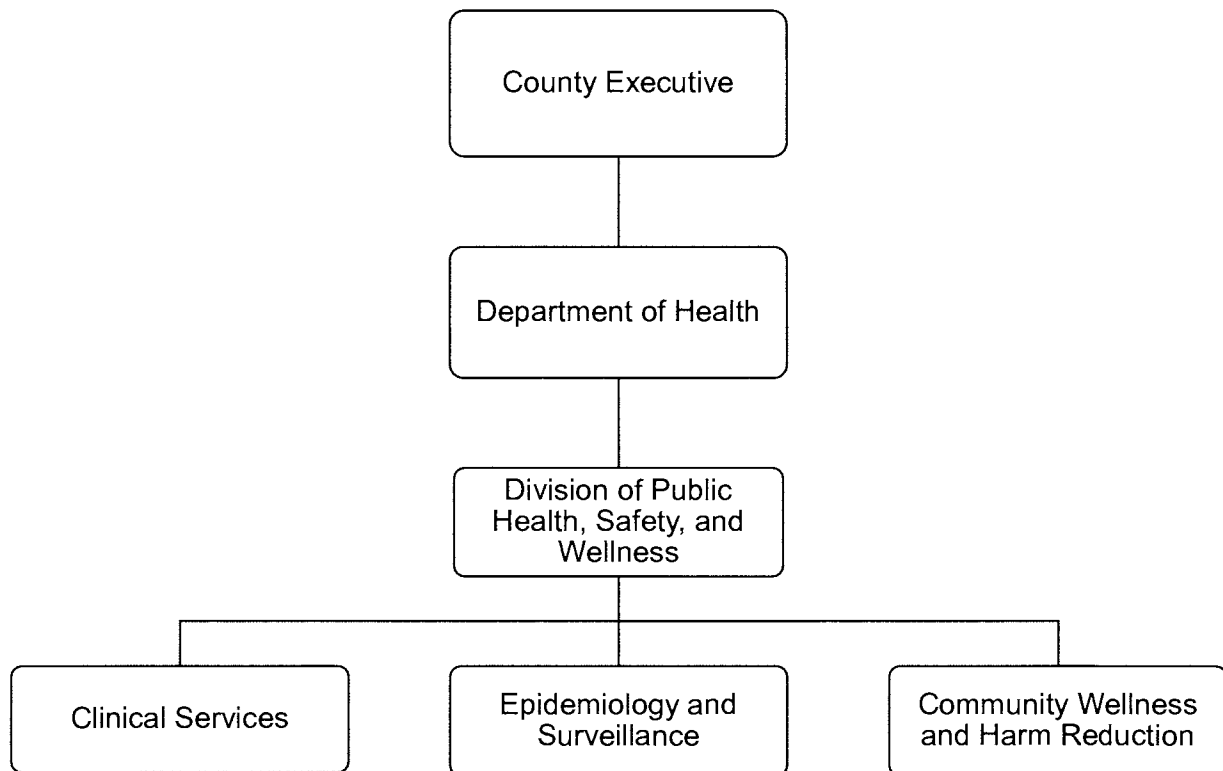 County Executive
Department of Health
Division of Public
Health, Safety, and
Wellness
Clinical Services
Epidemiology and
Surveillance
Community Wellness
and Harm Reduction